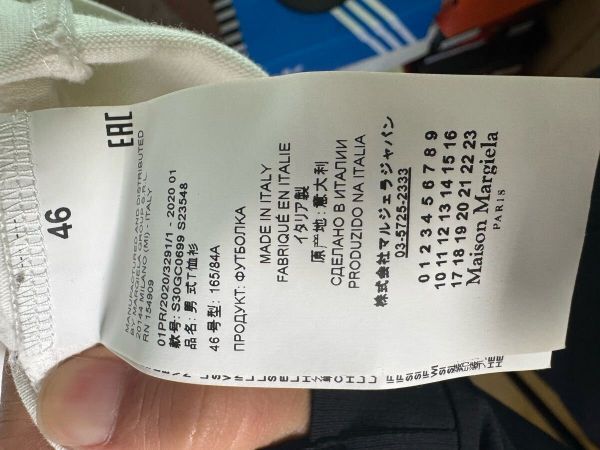 46
EAC
MANUFACTURED AND DISTRIBUTED
BY MARGIELA GROUP S.R.L.
20144 MILANO (MI) - ITALY
RN 154909
01PR/2020/3291/1 - 2020 01
款号: S30GC0699 S23548
品名: 男式T恤衫
46 号型: 165/84A
ПРОДУКТ: ФУТБОЛКА
MADE IN ITALY
FABRIQUÉ EN ITALIE
イタリア製
原产地: 意大利
СДЕЛАНО В ИТАЛИИ
PRODUZIDO NA ITALIA
株式会社マルジェラジャパン
03-5725-2333
0 1 2 3 4 5 6 7 8 9
10 11 12 13 14 15 16
17 18 19 20 21 22 23
Maison Margiela
PARIS